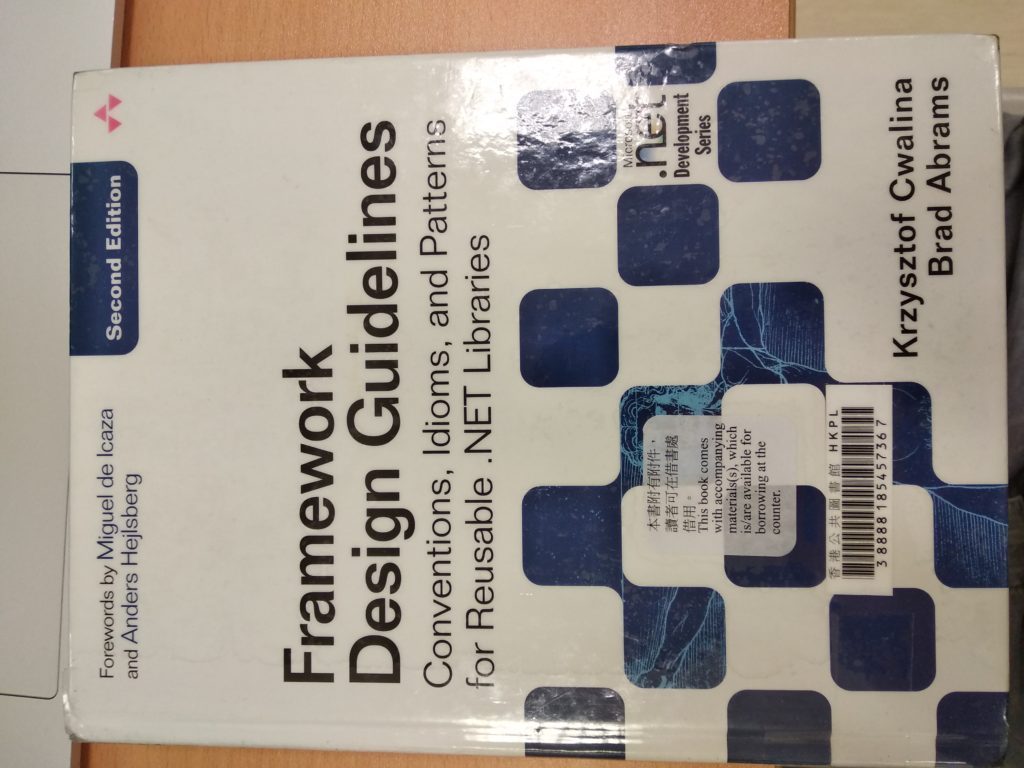 Forewords by Miguel de Icaza
and Anders Hejlsberg
Second Edition
Framework
Design Guidelines
Conventions, Idioms, and Patterns
for Reusable .NET Libraries
Microsoft
.net
Development
Series
本書附有附件，
讀者可在借書處
借用。
This book comes
with accompanying
materials(s), which
is/are available for
borrowing at the
counter.
香港公共圖書館 HKPL
3 8888 18545736 7
Krzysztof Cwalina
Brad Abrams